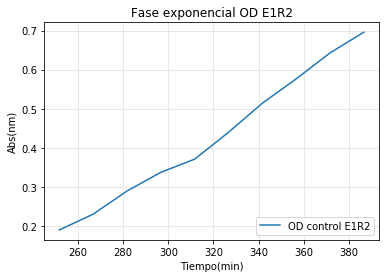 Fase exponencial OD E1R2
Abs(nm)
0.7
0.6
0.5
0.4
0.3
0.2
OD control E1R2
260 280 300 320 340 360 380
Tiempo(min)